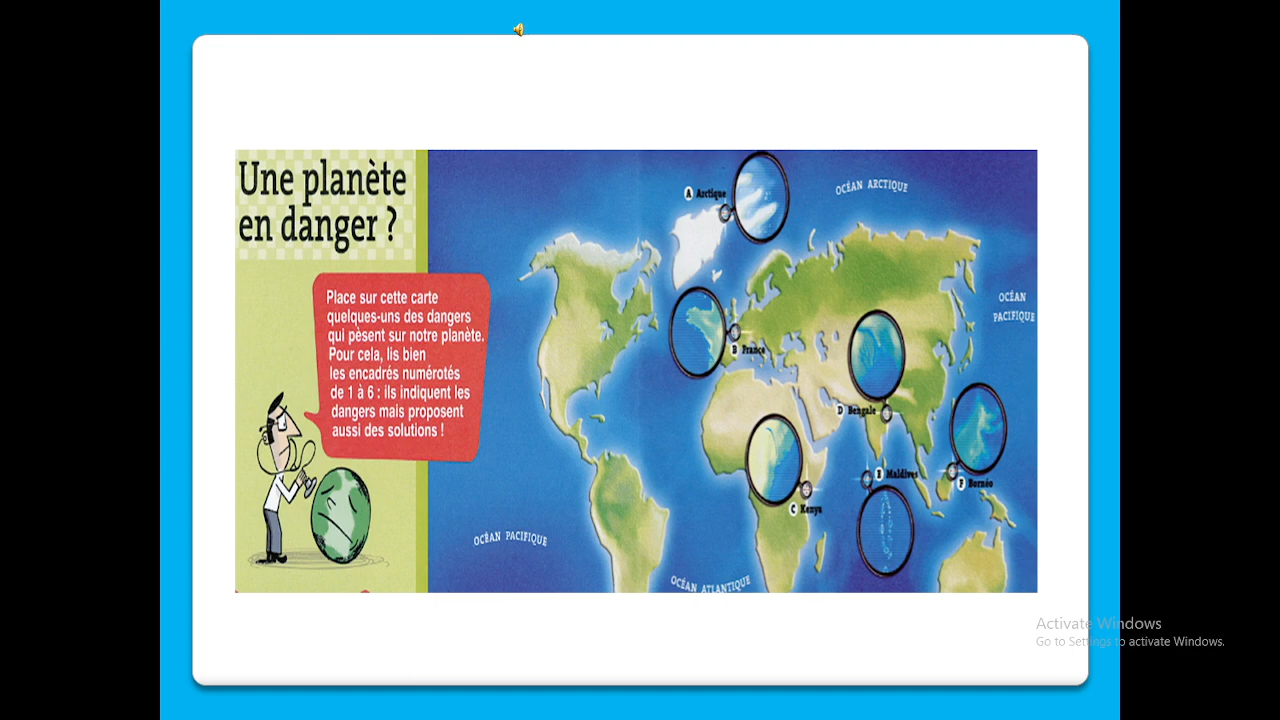 Une planète
en danger ?
Place sur cette carte
quelques-uns des dangers
qui pèsent sur notre planète.
Pour cela, lis bien
les encadrés numérotés
de 1 à 6 : ils indiquent les
dangers mais proposent
aussi des solutions !
A Arctique
OCÉAN ARCTIQUE
OCÉAN
PACIFIQUE
B France
D Bengale
E Maldives
F Bornéo
C Kenya
OCÉAN PACIFIQUE
OCÉAN ATLANTIQUE
Activate Windows
Go to Settings to activate Windows.